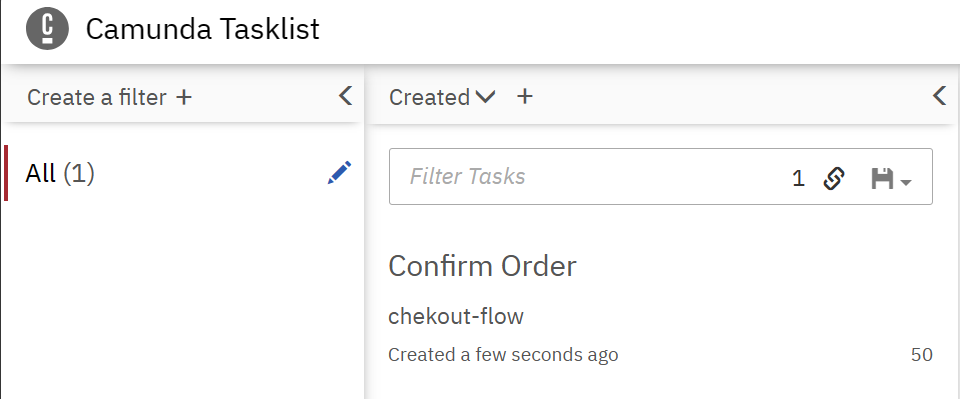 Camunda Tasklist
Create a filter +
Created +
All (1)
Filter Tasks 1
Confirm Order
chekout-flow
Created a few seconds ago 50